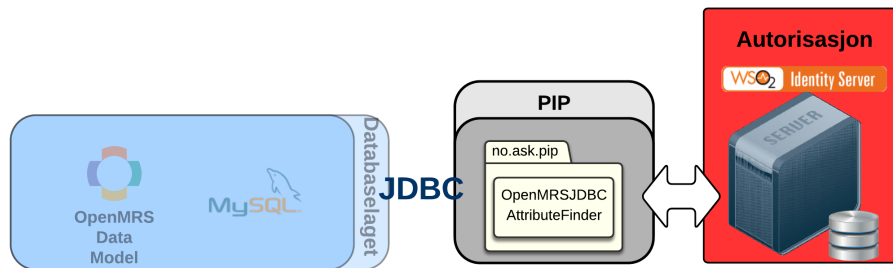 Autorisasjon
WSO2 Identity Server
SERVER
PIP
no.ask.pip
OpenMRSJDBC
AttributeFinder
JDBC
Databaselaget
MySQL
OpenMRS
Data
Model